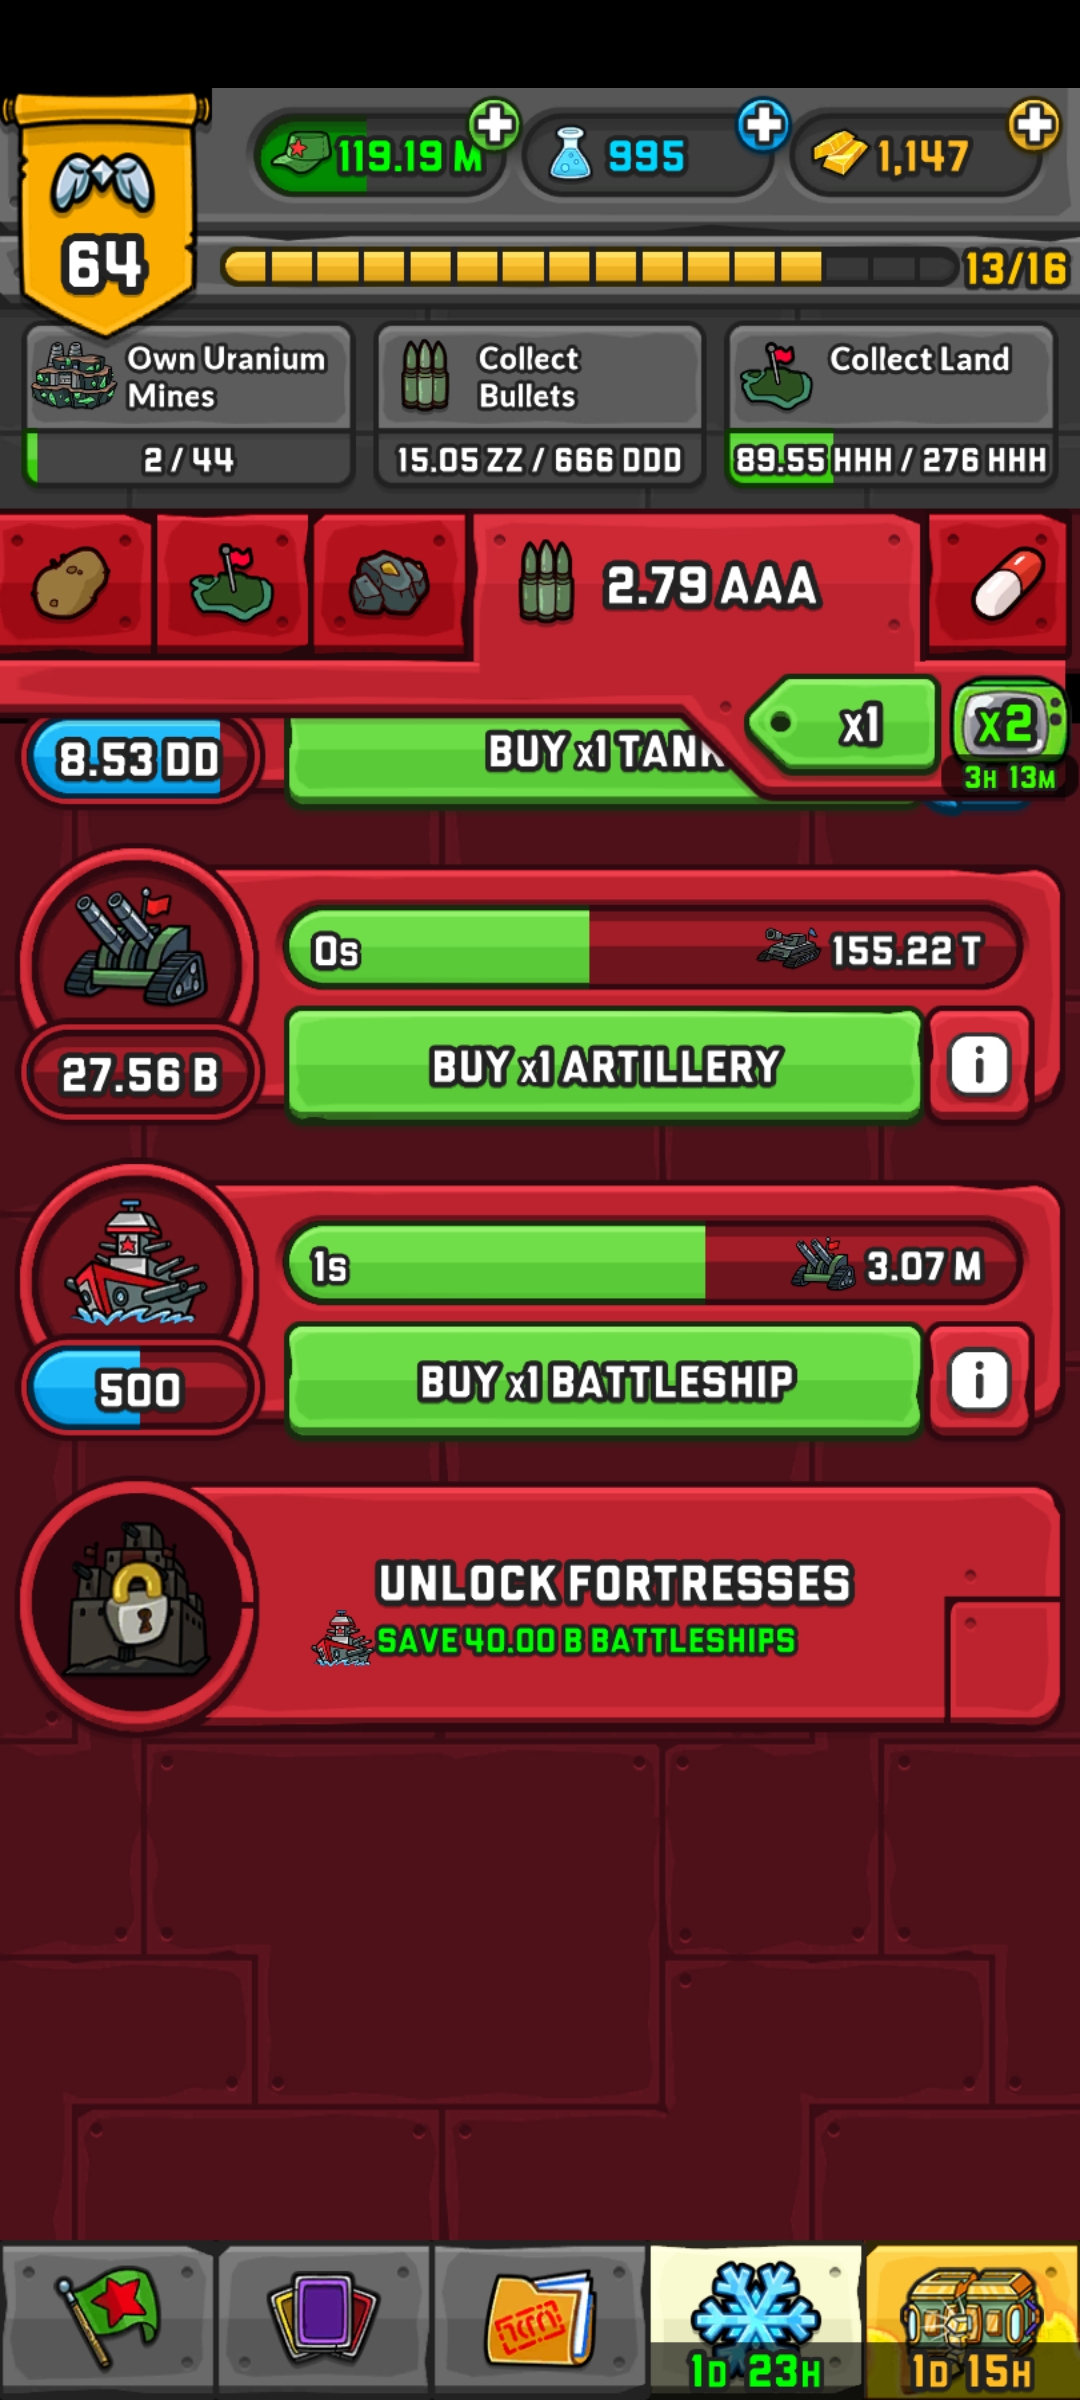 119.19 M
995
1,147
64
13/16
Own Uranium
Mines
Collect
Bullets
Collect Land
2 / 44
15.05 ZZ / 666 DDD
89.55 HHH / 276 HHH
2.79 AAA
x1
x2
3H 13M
8.53 DD
BUY x1 TANK
0s
155.22 T
27.56 B
BUY x1 ARTILLERY
i
1s
3.07 M
500
BUY x1 BATTLESHIP
i
UNLOCK FORTRESSES
SAVE 40.00 B BATTLESHIPS
1D 23H
1D 15H